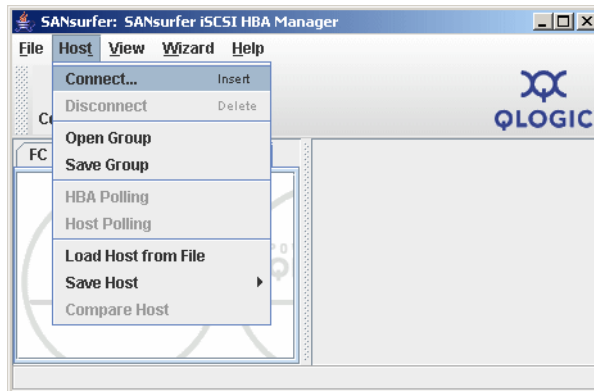 SANsurfer: SANsurfer iSCSI HBA Manager
File Host View Wizard Help
Connect... Insert
Disconnect Delete
Open Group
Save Group
HBA Polling
Host Polling
Load Host from File
Save Host
Compare Host
QLOGIC
FC